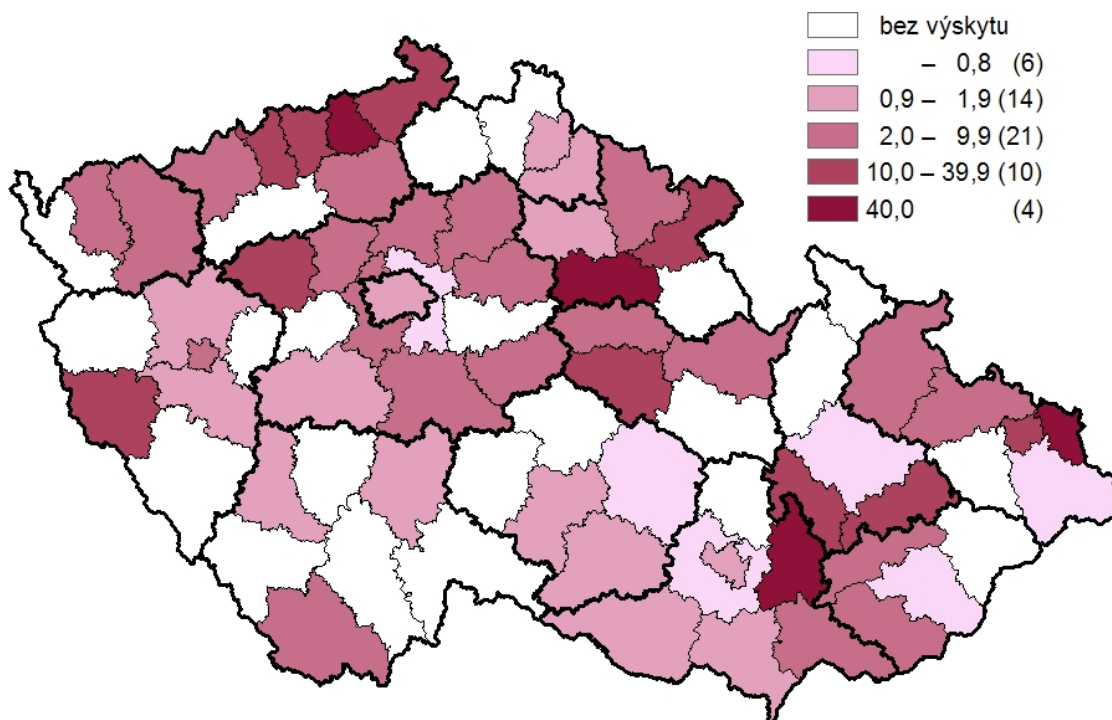 bez výskytu
– 0,8 (6)
0,9 – 1,9 (14)
2,0 – 9,9 (21)
10,0 – 39,9 (10)
40,0 (4)